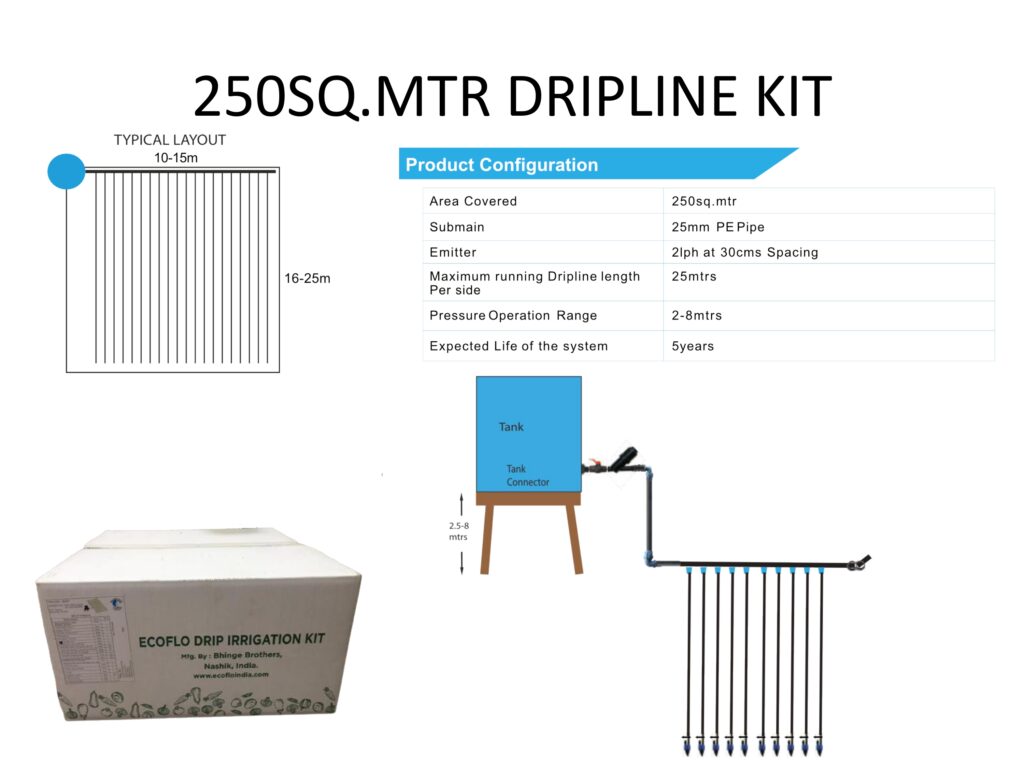 250SQ.MTR DRIPLINE KIT
TYPICAL LAYOUT
10-15m
16-25m
Product Configuration
Area Covered 250sq.mtr
Submain 25mm PE Pipe
Emitter 2lph at 30cms Spacing
Maximum running Dripline length 25mtrs
Per side
Pressure Operation Range 2-8mtrs
Expected Life of the system 5years
Tank
Tank
Connector
2.5-8
mtrs
ECOFLO DRIP IRRIGATION KIT
Mfg. By : Bhinge Brothers,
Nashik, India.
www.ecofloindia.com